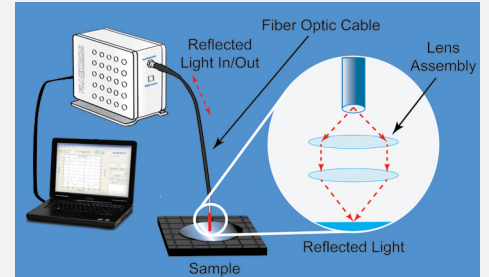 Fiber Optic Cable
Reflected
Light In/Out
Lens
Assembly
Reflected Light
Sample